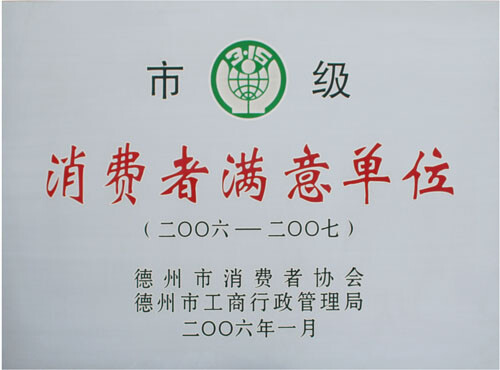 市 3·15 级
消费者满意单位
（二〇〇六—二〇〇七）
德州市消费者协会
德州市工商行政管理局
二〇〇六年一月